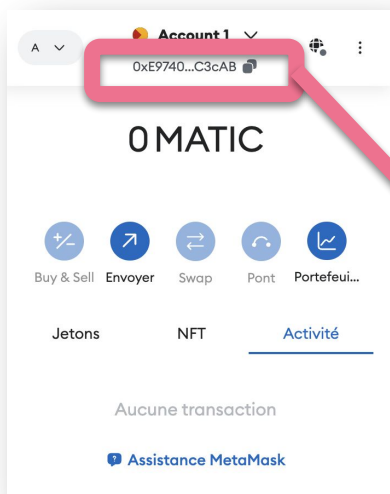 A
Account 1
0xE9740...C3cAB
0 MATIC
Buy & Sell Envoyer Swap Pont Portefeui...
Jetons NFT Activité
Aucune transaction
Assistance MetaMask